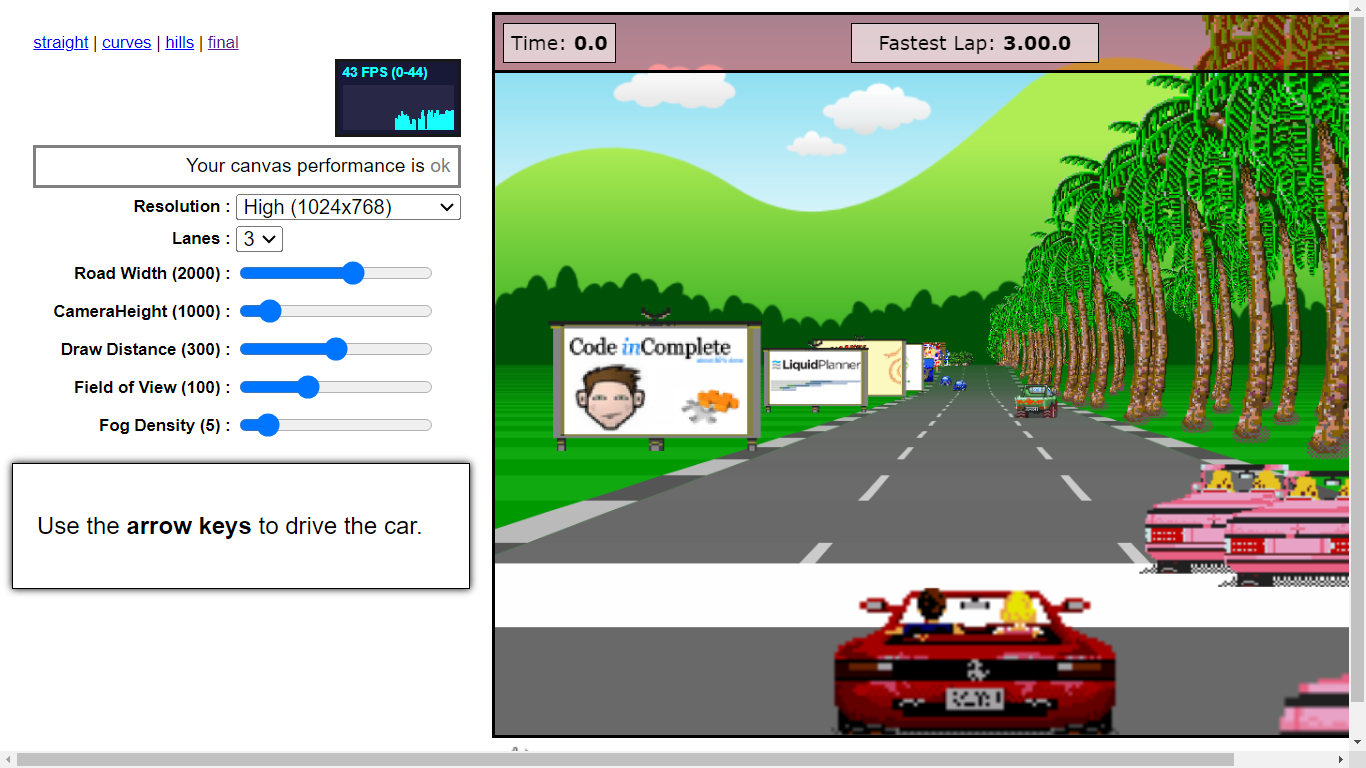 straight | curves | hills | final
43 FPS (0-44)
Your canvas performance is ok
Resolution : High (1024x768)
Lanes : 3
Road Width (2000) :
CameraHeight (1000) :
Draw Distance (300) :
Field of View (100) :
Fog Density (5) :
Use the arrow keys to drive the car.
Time: 0.0
Fastest Lap: 3.00.0
Code inComplete
LiquidPlanner